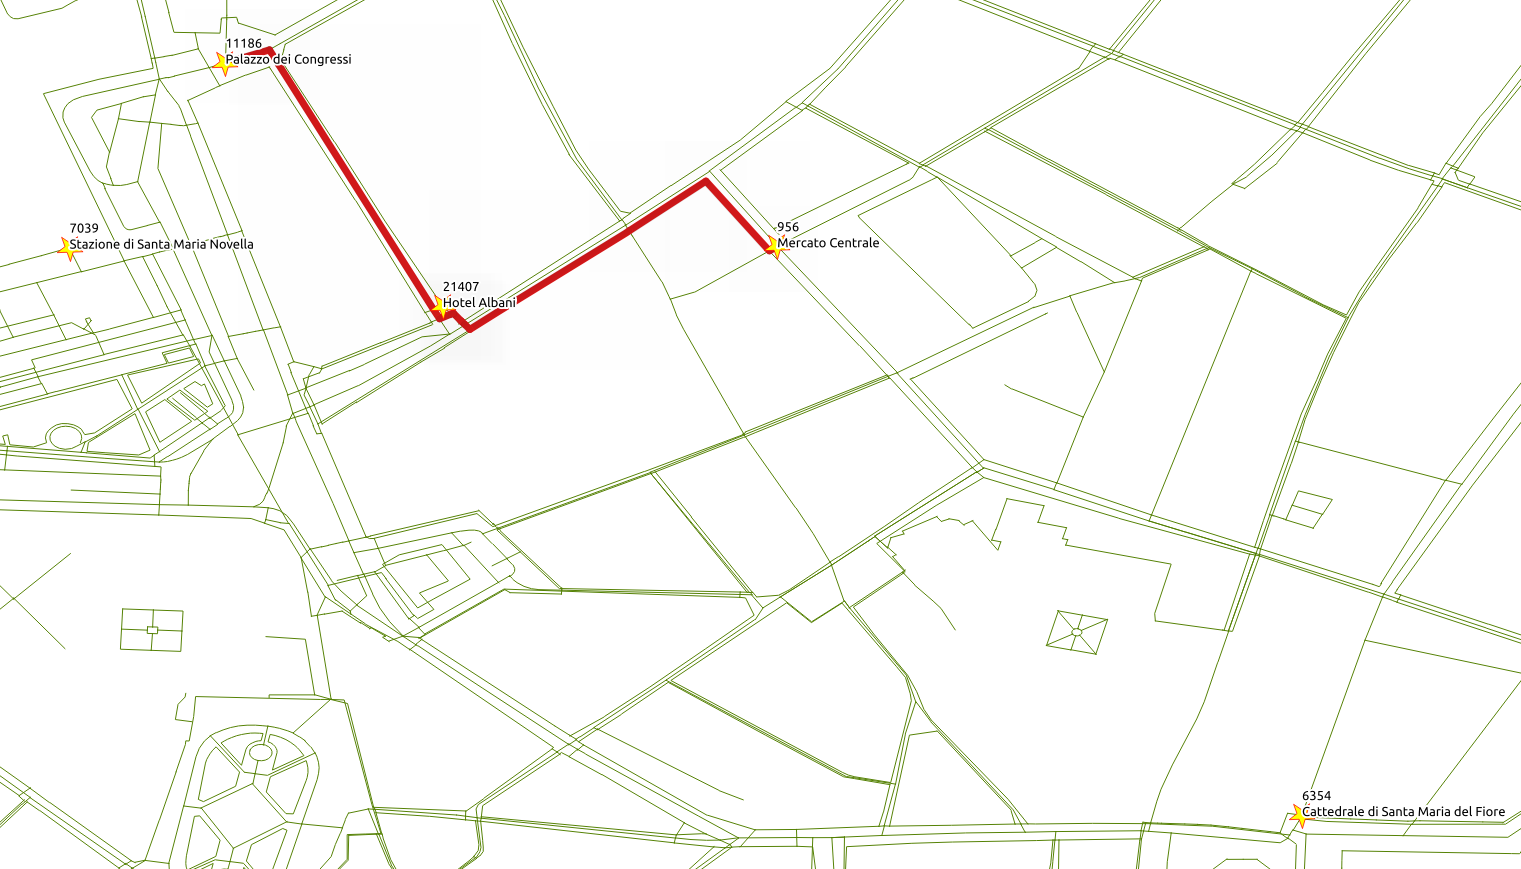 11186
Palazzo dei Congressi
7039
Stazione di Santa Maria Novella
956
Mercato Centrale
21407
Hotel Albani
6354
Cattedrale di Santa Maria del Fiore